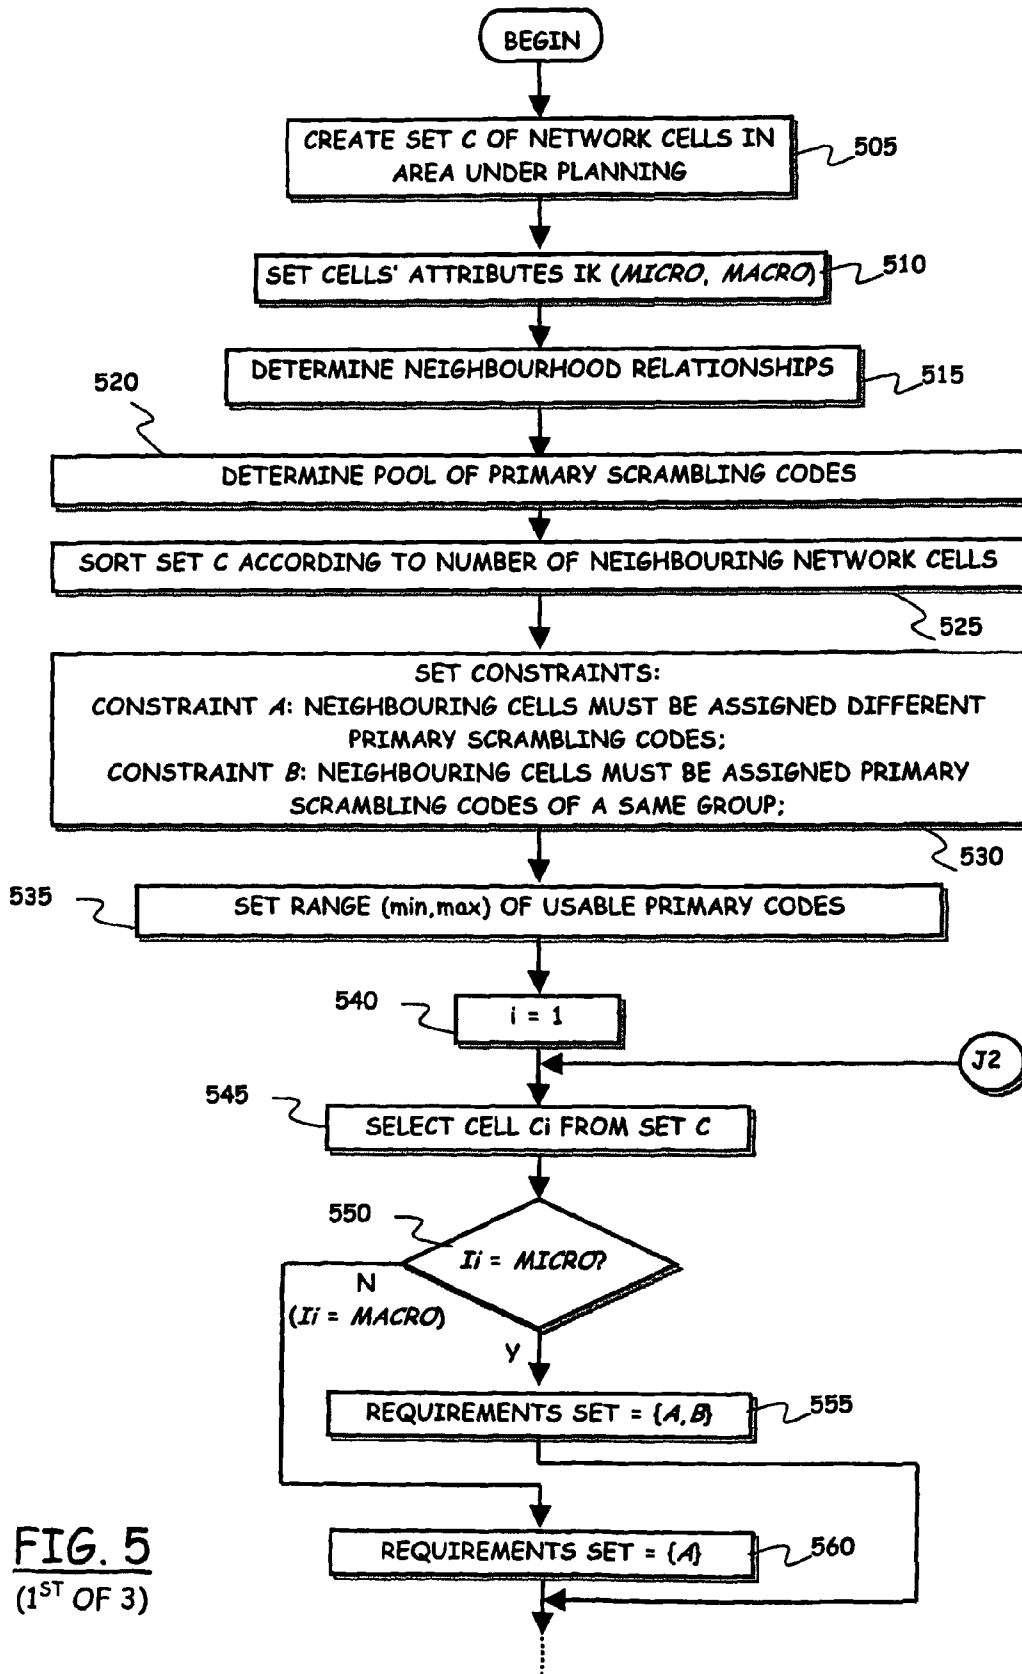 BEGIN
CREATE SET C OF NETWORK CELLS IN
AREA UNDER PLANNING
505
SET CELLS' ATTRIBUTES IK (MICRO, MACRO)
510
DETERMINE NEIGHBOURHOOD RELATIONSHIPS
515
520
DETERMINE POOL OF PRIMARY SCRAMBLING CODES
SORT SET C ACCORDING TO NUMBER OF NEIGHBOURING NETWORK CELLS
525
SET CONSTRAINTS:
CONSTRAINT A: NEIGHBOURING CELLS MUST BE ASSIGNED DIFFERENT
PRIMARY SCRAMBLING CODES;
CONSTRAINT B: NEIGHBOURING CELLS MUST BE ASSIGNED PRIMARY
SCRAMBLING CODES OF A SAME GROUP;
530
535
SET RANGE (min,max) OF USABLE PRIMARY CODES
540
i = 1
J2
545
SELECT CELL Ci FROM SET C
550
Ii = MICRO?
N
(Ii = MACRO)
Y
REQUIREMENTS SET = {A,B}
555
REQUIREMENTS SET = {A}
560
FIG. 5
(1ST OF 3)